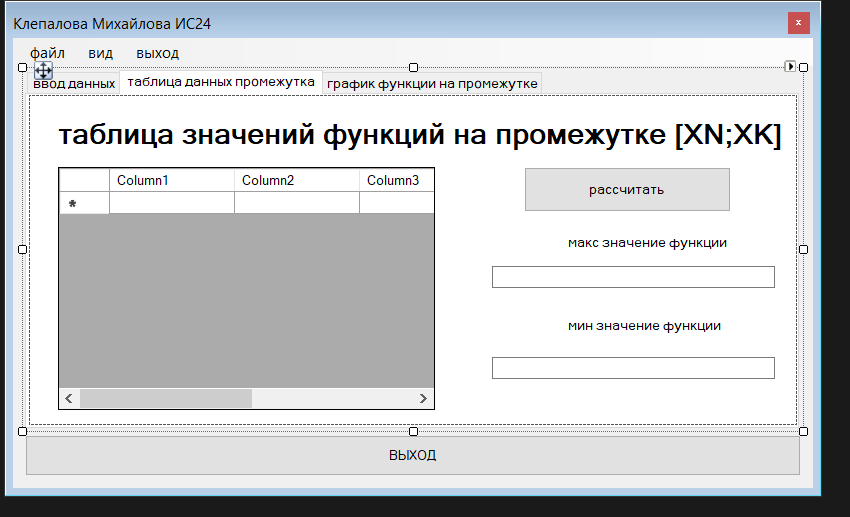 Клепалова Михайлова ИС24
x
файл вид выход
ввод данных таблица данных промежутка график функции на промежутке
таблица значений функций на промежутке [XN;XK]
Column1 Column2 Column3
*
рассчитать
макс значение функции
мин значение функции
ВЫХОД